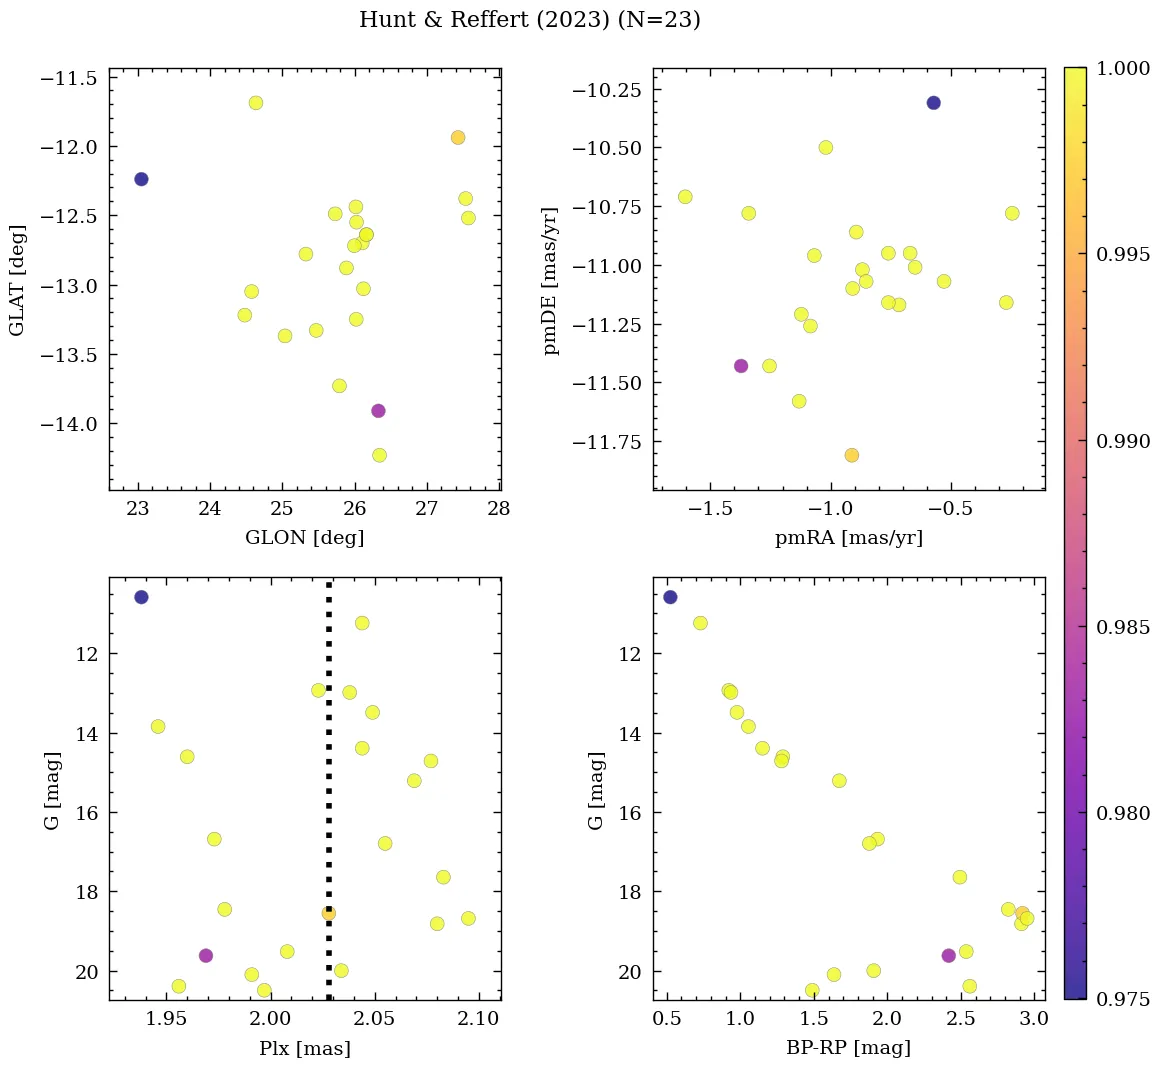 Hunt & Reffert (2023) (N=23)
−11.5
−12.0
−12.5
−13.0
−13.5
−14.0
GLAT [deg]
23 24 25 26 27 28
GLON [deg]
−10.25
−10.50
−10.75
−11.00
−11.25
−11.50
−11.75
pmDE [mas/yr]
−1.5 −1.0 −0.5
pmRA [mas/yr]
12
14
16
18
20
G [mag]
1.95 2.00 2.05 2.10
Plx [mas]
12
14
16
18
20
G [mag]
0.5 1.0 1.5 2.0 2.5 3.0
BP-RP [mag]
1.000
0.995
0.990
0.985
0.980
0.975